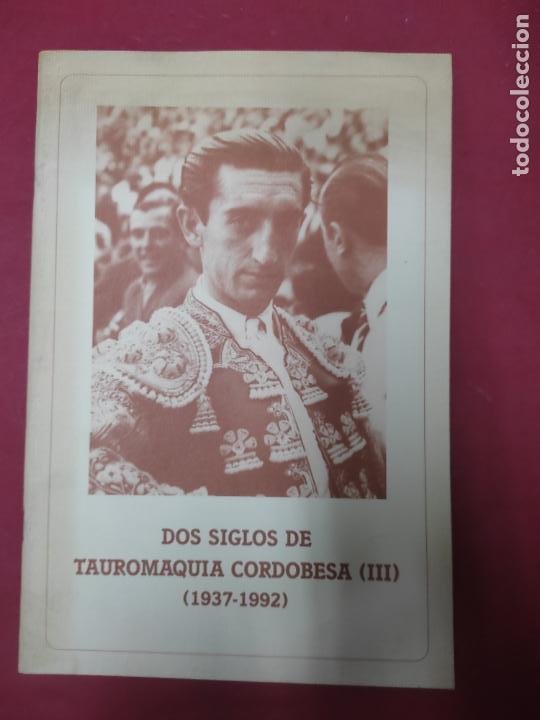 DOS SIGLOS DE
TAUROMAQUIA CORDOBESA (III)
(1937-1992)
todocoleccion